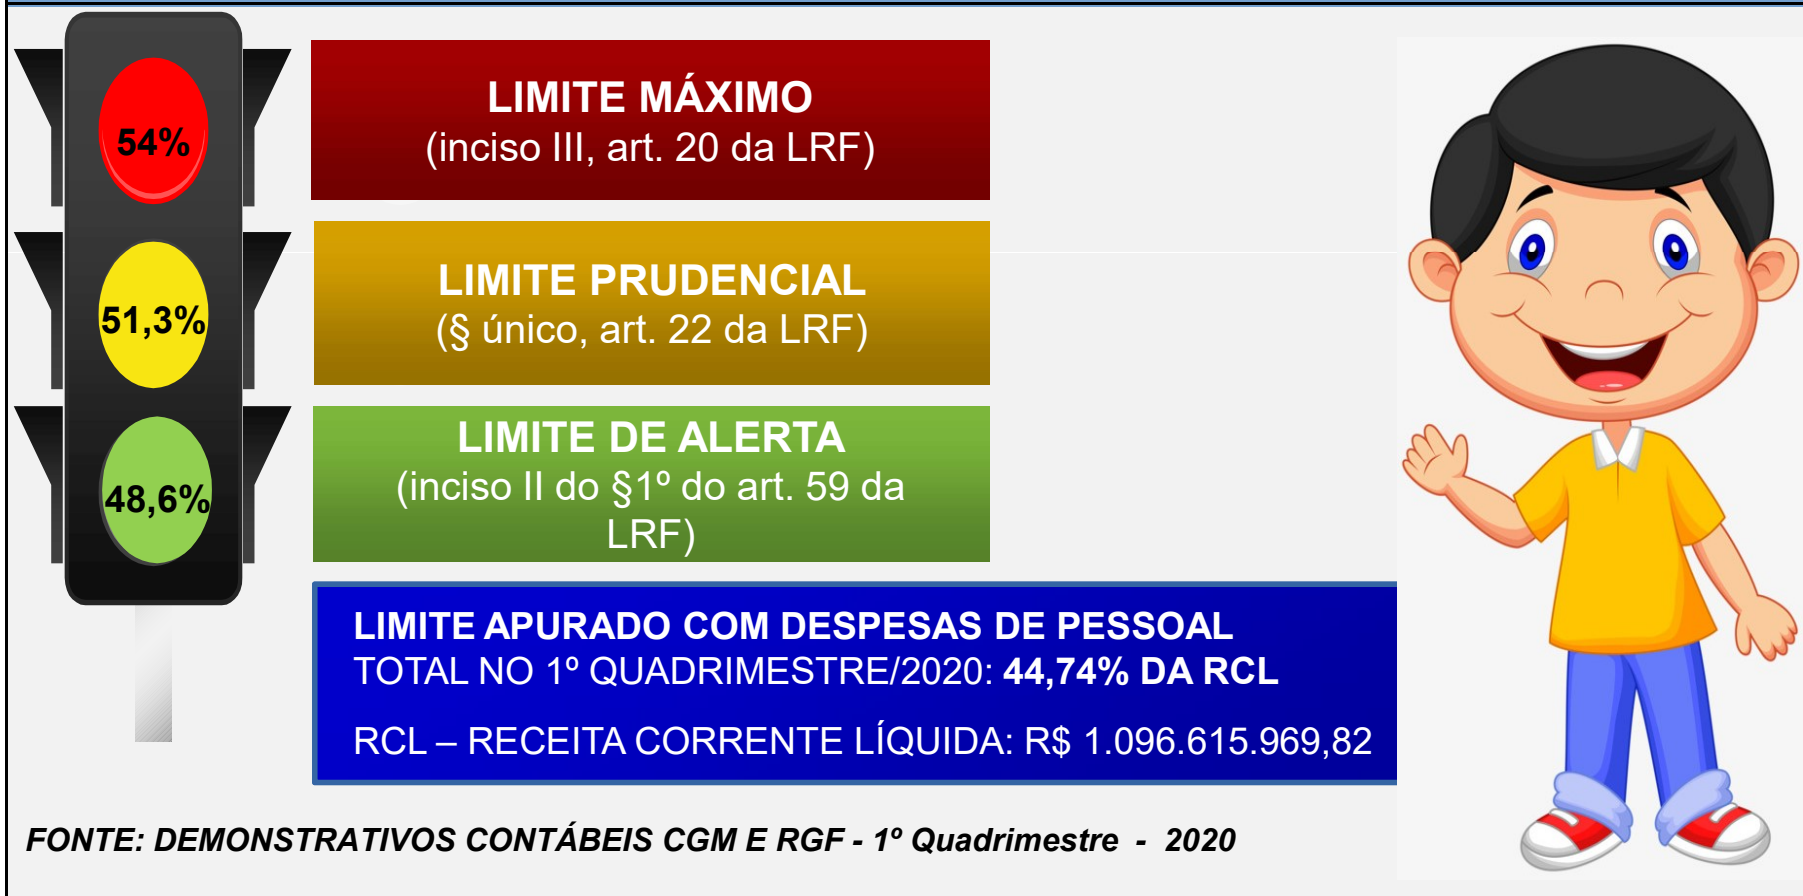 54%
LIMITE MÁXIMO
(inciso III, art. 20 da LRF)
51,3%
LIMITE PRUDENCIAL
(§ único, art. 22 da LRF)
48,6%
LIMITE DE ALERTA
(inciso II do §1º do art. 59 da
LRF)
LIMITE APURADO COM DESPESAS DE PESSOAL
TOTAL NO 1º QUADRIMESTRE/2020: 44,74% DA RCL
RCL – RECEITA CORRENTE LÍQUIDA: R$ 1.096.615.969,82
FONTE: DEMONSTRATIVOS CONTÁBEIS CGM E RGF - 1º Quadrimestre - 2020